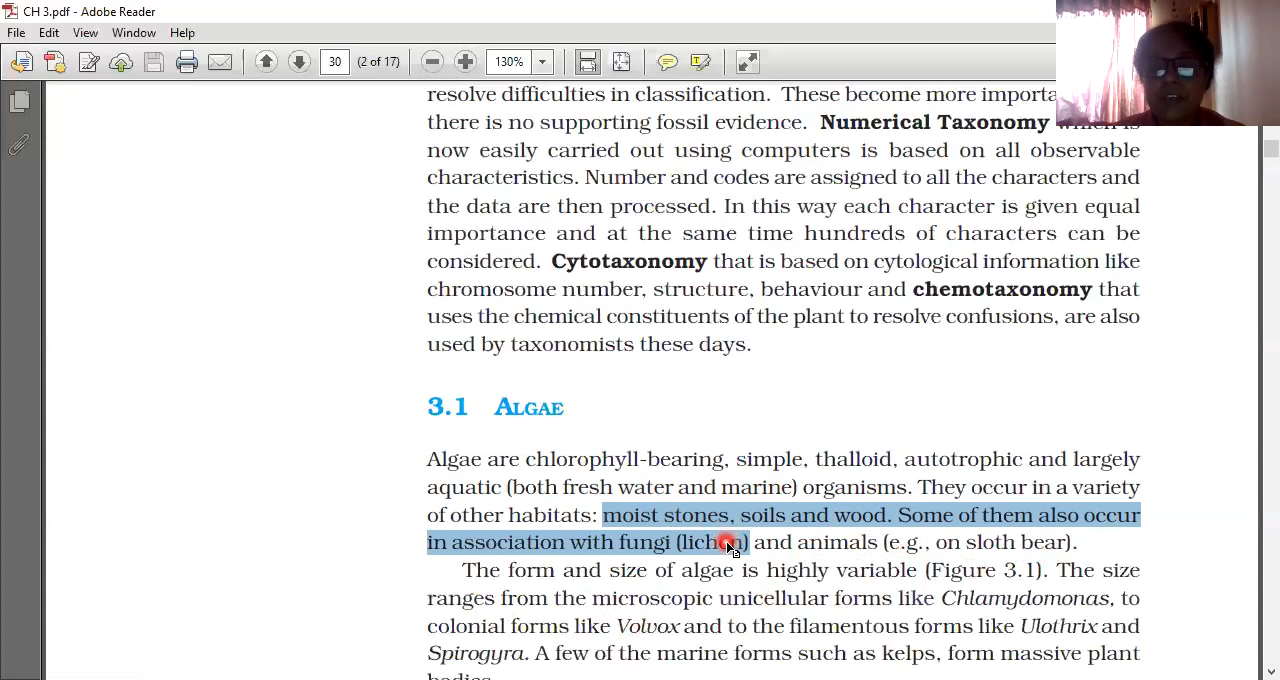 CH 3.pdf - Adobe Reader
File Edit View Window Help
30 (2 of 17) 130%
resolve difficulties in classification. These become more
there is no supporting fossil evidence. Numerical Taxonomy
now easily carried out using computers is based on all observable
characteristics. Number and codes are assigned to all the characters and
the data are then processed. In this way each character is given equal
importance and at the same time hundreds of characters can be
considered. Cytotaxonomy that is based on cytological information like
chromosome number, structure, behaviour and chemotaxonomy that
uses the chemical constituents of the plant to resolve confusions, are also
used by taxonomists these days.
3.1 ALGAE
Algae are chlorophyll-bearing, simple, thalloid, autotrophic and largely
aquatic (both fresh water and marine) organisms. They occur in a variety
of other habitats: moist stones, soils and wood. Some of them also occur
in association with fungi (lichen) and animals (e.g., on sloth bear).
The form and size of algae is highly variable (Figure 3.1). The size
ranges from the microscopic unicellular forms like Chlamydomonas, to
colonial forms like Volvox and to the filamentous forms like Ulothrix and
Spirogyra. A few of the marine forms such as kelps, form massive plant